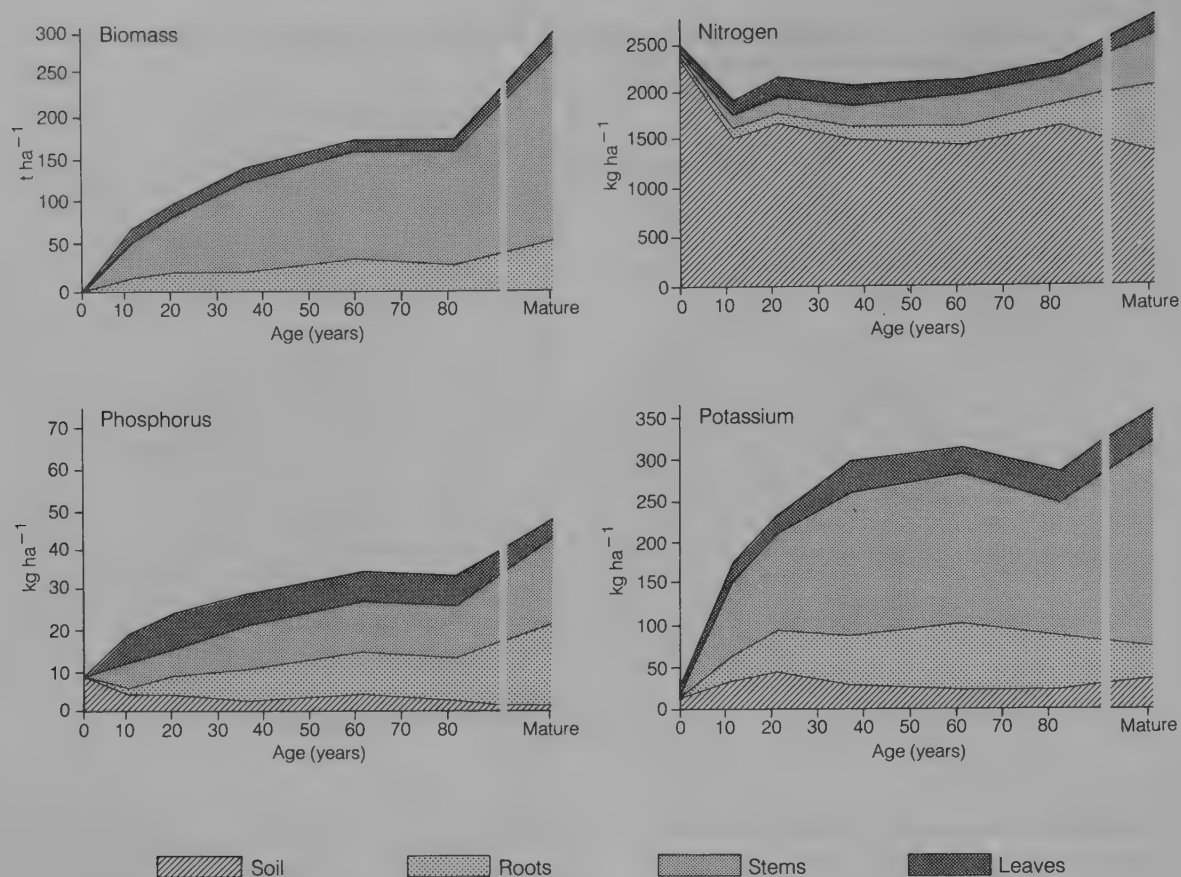 Biomass
300
250
200
150
100
50
0
t ha⁻¹
0 10 20 30 40 50 60 70 80 Mature
Age (years)
Nitrogen
2500
2000
1500
1000
500
0
kg ha⁻¹
0 10 20 30 40 50 60 70 80 Mature
Age (years)
Phosphorus
70
60
50
40
30
20
10
0
kg ha⁻¹
0 10 20 30 40 50 60 70 80 Mature
Age (years)
Potassium
350
300
250
200
150
100
50
0
kg ha⁻¹
0 10 20 30 40 50 60 70 80 Mature
Age (years)
Soil Roots Stems Leaves